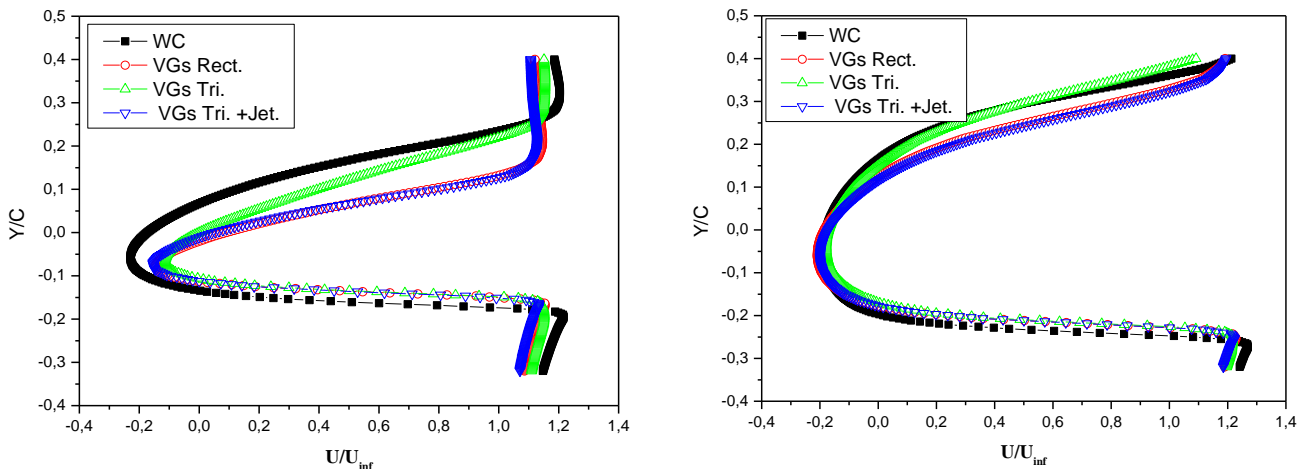 WC
VGs Rect.
VGs Tri.
VGs Tri. +Jet.
0,5
0,4
0,3
0,2
0,1
0,0
-0,1
-0,2
-0,3
-0,4
Y/C
-0,4 -0,2 0,0 0,2 0,4 0,6 0,8 1,0 1,2 1,4
U/Uinf
WC
VGs Rect.
VGs Tri.
VGs Tri. +Jet.
0,5
0,4
0,3
0,2
0,1
0,0
-0,1
-0,2
-0,3
-0,4
Y/C
-0,4 -0,2 0,0 0,2 0,4 0,6 0,8 1,0 1,2 1,4
U/Uinf